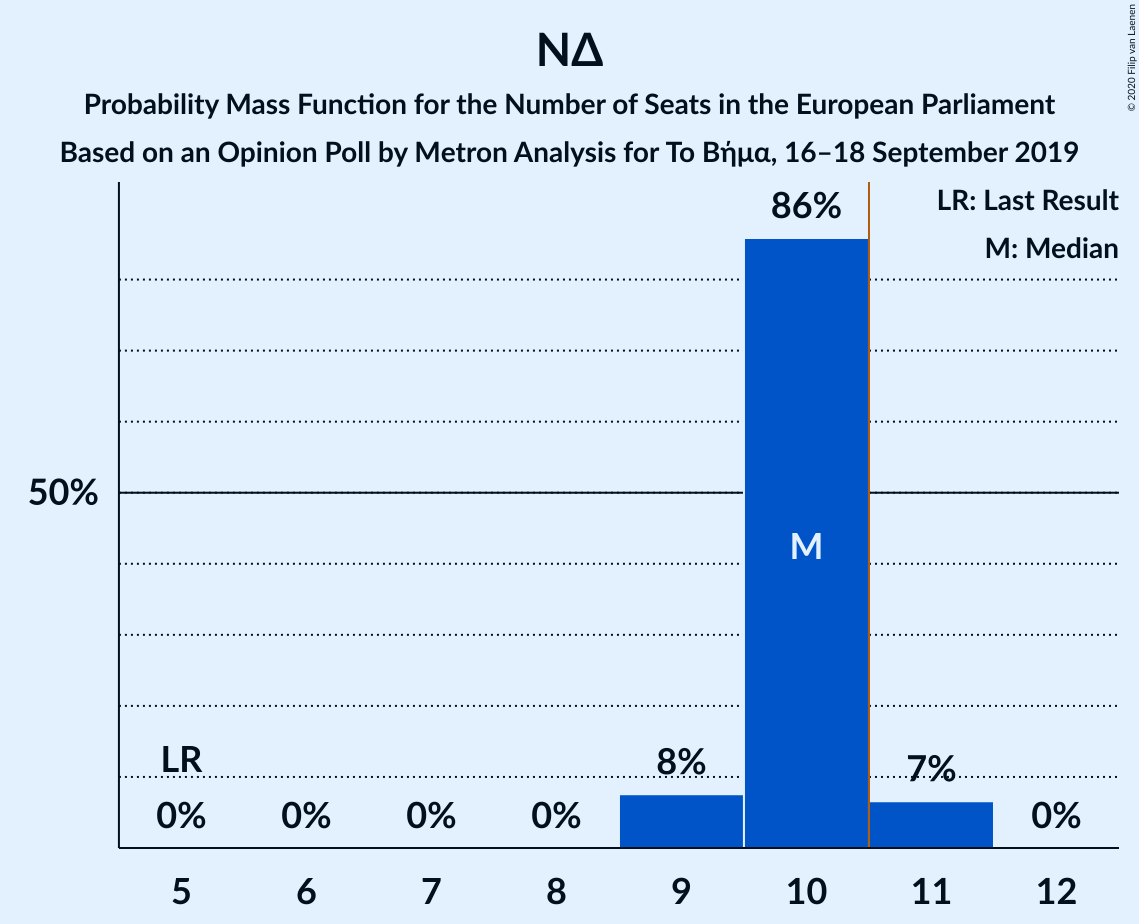 ΝΔ
Probability Mass Function for the Number of Seats in the European Parliament
Based on an Opinion Poll by Metron Analysis for Το Βήμα, 16–18 September 2019
© 2020 Filip van Laenen
LR: Last Result
M: Median
86%
50%
M
LR
8%
7%
0% 0% 0% 0% 0%
5 6 7 8 9 10 11 12